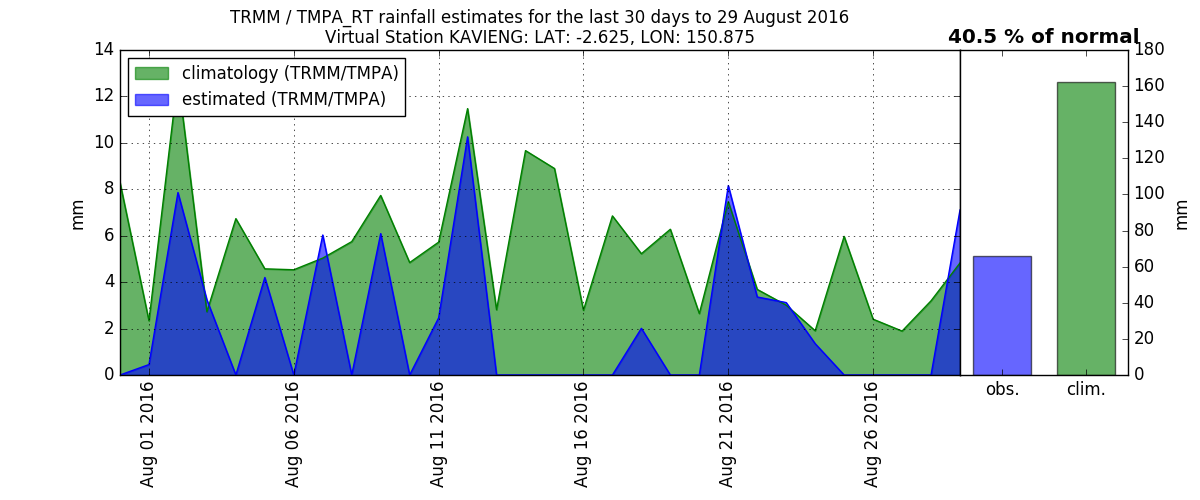 TRMM / TMPA_RT rainfall estimates for the last 30 days to 29 August 2016
Virtual Station KAVIENG: LAT: -2.625, LON: 150.875
40.5 % of normal
climatology (TRMM/TMPA)
estimated (TRMM/TMPA)
mm
14
12
10
8
6
4
2
0
Aug 01 2016
Aug 06 2016
Aug 11 2016
Aug 16 2016
Aug 21 2016
Aug 26 2016
obs.
clim.
180
160
140
120
100
80
60
40
20
0
mm